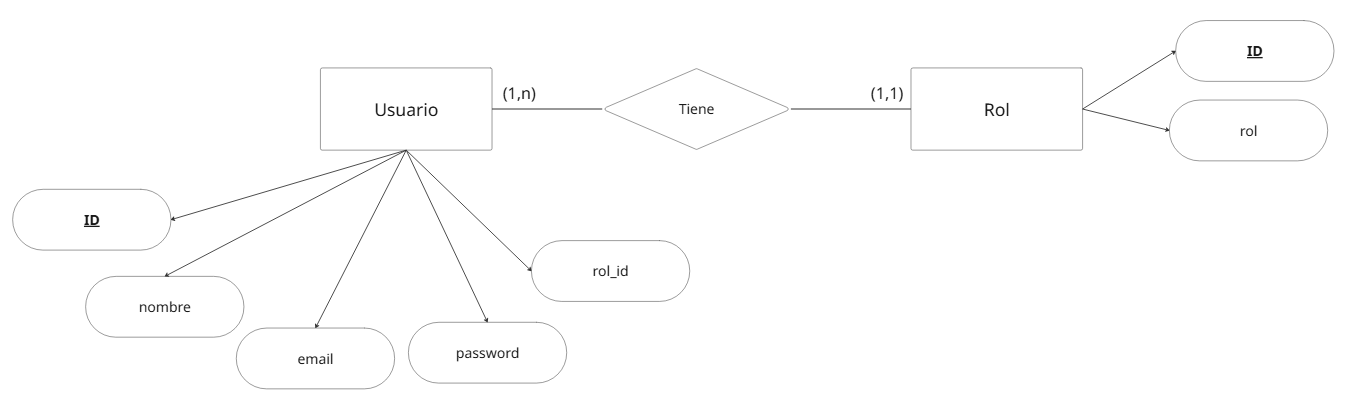 Usuario
(1,n)
Tiene
(1,1)
Rol
ID
rol
ID
nombre
email
password
rol_id